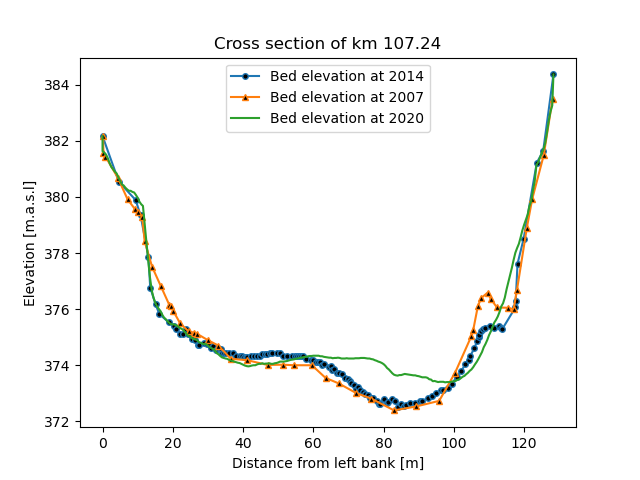 Cross section of km 107.24
Bed elevation at 2014
Bed elevation at 2007
Bed elevation at 2020
Elevation [m.a.s.l]
384
382
380
378
376
374
372
0 20 40 60 80 100 120
Distance from left bank [m]